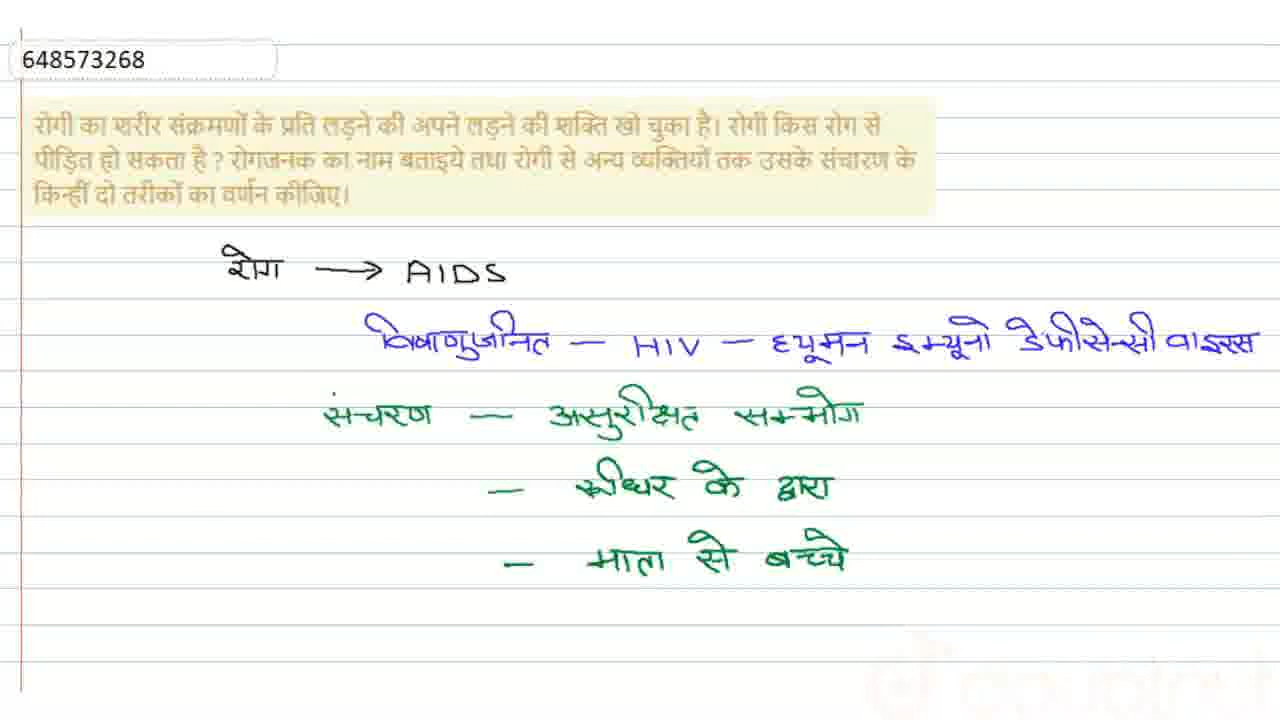 648573268
रोगी का शरीर संक्रमणों के प्रति लड़ने की अपने लड़ने की शक्ति खो चुका है। रोगी किस रोग से
पीड़ित हो सकता है ? रोगजनक का नाम बताइये तथा रोगी से अन्य व्यक्तियों तक उसके संचारण के
किन्हीं दो तरीकों का वर्णन कीजिए।
रोग → AIDS
विषाणुजनित – HIV – ह्यूमन इम्यूनो डेफीसेन्सी वाइरस
संचरण – असुरक्षित सम्भोग
– रूधिर के द्वारा
– माता से बच्चे
doubtnut